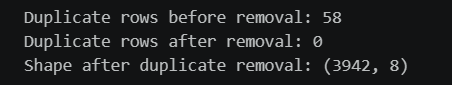 Duplicate rows before removal: 58
Duplicate rows after removal: 0
Shape after duplicate removal: (3942, 8)